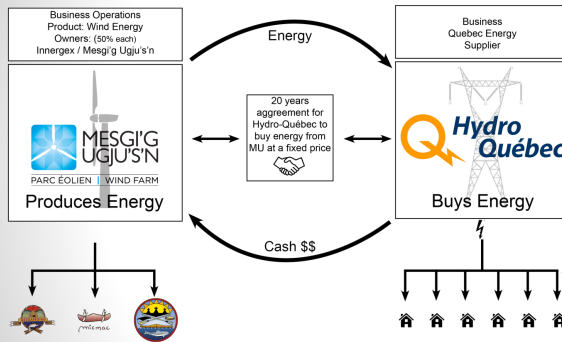 Business Operations
Product: Wind Energy
Owners: (50% each)
Innergex / Mesgi'g Ugju's'n
MESGI'G
UGJU'S'N
PARC ÉOLIEN | WIND FARM
Produces Energy
Energy
20 years
aggreement for
Hydro-Québec to
buy energy from
MU at a fixed price
Cash $$
Business
Quebec Energy
Supplier
Hydro
Québec
Buys Energy
micmac